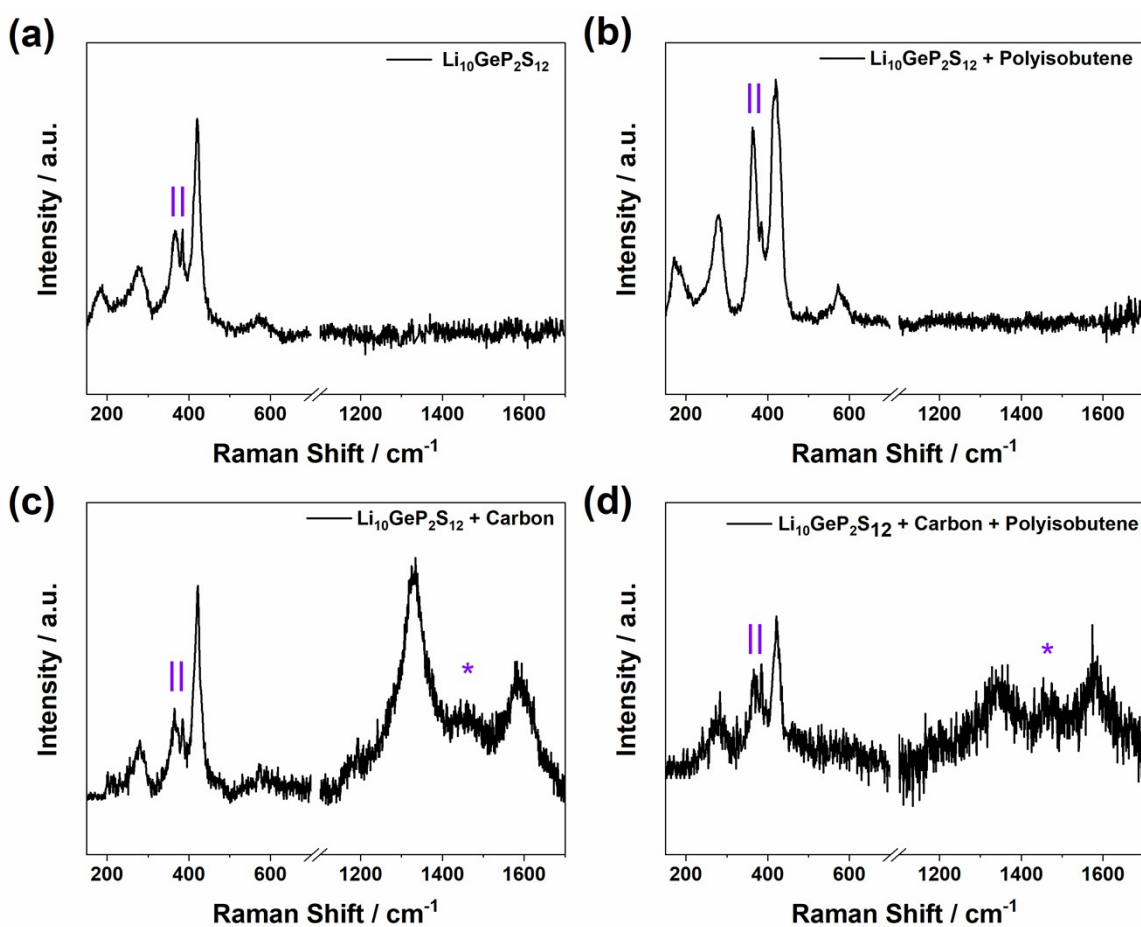 (a)
Li₁₀GeP₂S₁₂
||
Intensity / a.u.
200 400 600 1200 1400 1600
Raman Shift / cm⁻¹
(b)
Li₁₀GeP₂S₁₂ + Polyisobutene
||
Intensity / a.u.
200 400 600 1200 1400 1600
Raman Shift / cm⁻¹
(c)
Li₁₀GeP₂S₁₂ + Carbon
|| *
Intensity / a.u.
200 400 600 1200 1400 1600
Raman Shift / cm⁻¹
(d)
Li₁₀GeP₂S₁₂ + Carbon + Polyisobutene
|| *
Intensity / a.u.
200 400 600 1200 1400 1600
Raman Shift / cm⁻¹